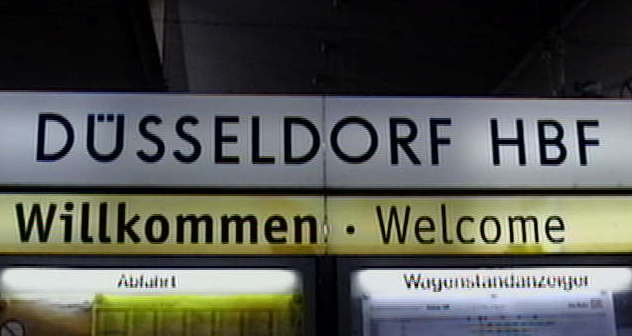 DÜSSELDORF HBF
Willkommen · Welcome
Abfahrt
Wagenstandanzeiger